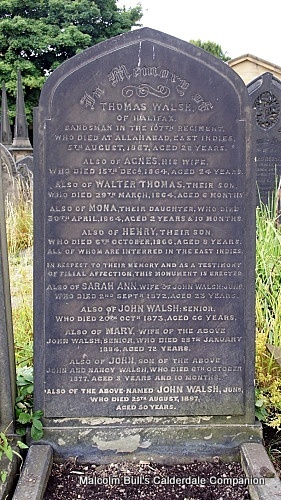 In Memory of
THOMAS WALSH,
OF HALIFAX,
BANDSMAN IN THE 107TH REGIMENT,
WHO DIED AT ALLAHABAD, EAST INDIES,
5TH AUGUST, 1867, AGED 28 YEARS.
ALSO OF AGNES, HIS WIFE,
WHO DIED 15TH DECR 1864, AGED 24 YEARS.
ALSO OF WALTER THOMAS, THEIR SON,
WHO DIED 29TH MARCH, 1864, AGED 6 MONTHS.
ALSO OF MONA, THEIR DAUGHTER, WHO DIED
30TH APRIL, 1864, AGED 2 YEARS & 10 MONTHS.
ALSO OF HENRY, THEIR SON,
WHO DIED 6TH OCTOBER, 1866, AGED 8 YEARS.
ALL OF WHOM ARE INTERRED IN THE EAST INDIES.
IN RESPECT TO THEIR MEMORY AND AS A TESTIMONY
OF FILIAL AFFECTION, THIS MONUMENT IS ERECTED.
ALSO OF SARAH ANN, WIFE OF JOHN WALSH, JUNR
WHO DIED 2ND SEPTR 1872, AGED 23 YEARS.
ALSO OF JOHN WALSH, SENIOR,
WHO DIED 20TH OCTR 1873, AGED 66 YEARS.
ALSO OF MARY, WIFE OF THE ABOVE
JOHN WALSH, SENIOR, WHO DIED 28TH JANUARY
1884, AGED 72 YEARS.
ALSO OF JOHN, SON OF THE ABOVE,
JOHN AND NANCY WALSH, WHO DIED 6TH OCTOBER
1877, AGED 2 YEARS AND 10 MONTHS.
ALSO OF THE ABOVE-NAMED JOHN WALSH, JUNR
WHO DIED 25TH AUGUST, 1897,
AGED 50 YEARS.
Malcolm Bull's Calderdale Companion